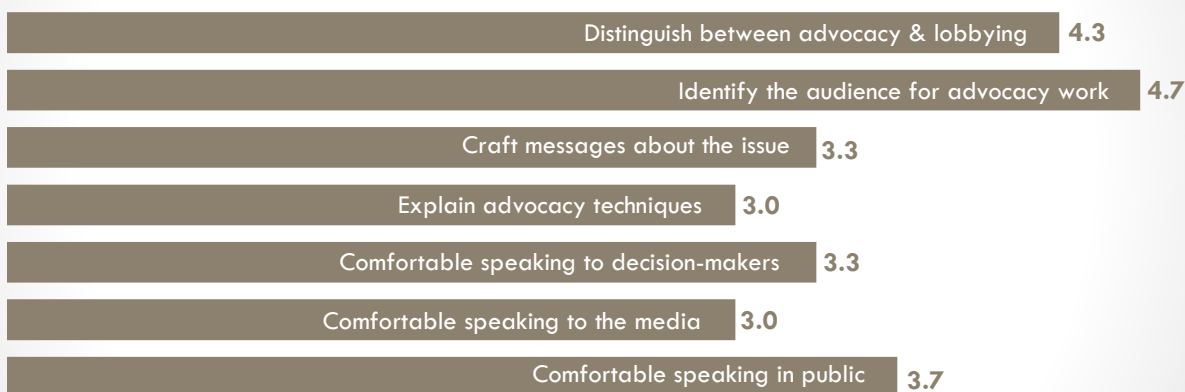 Distinguish between advocacy & lobbying 4.3
Identify the audience for advocacy work 4.7
Craft messages about the issue 3.3
Explain advocacy techniques 3.0
Comfortable speaking to decision-makers 3.3
Comfortable speaking to the media 3.0
Comfortable speaking in public 3.7